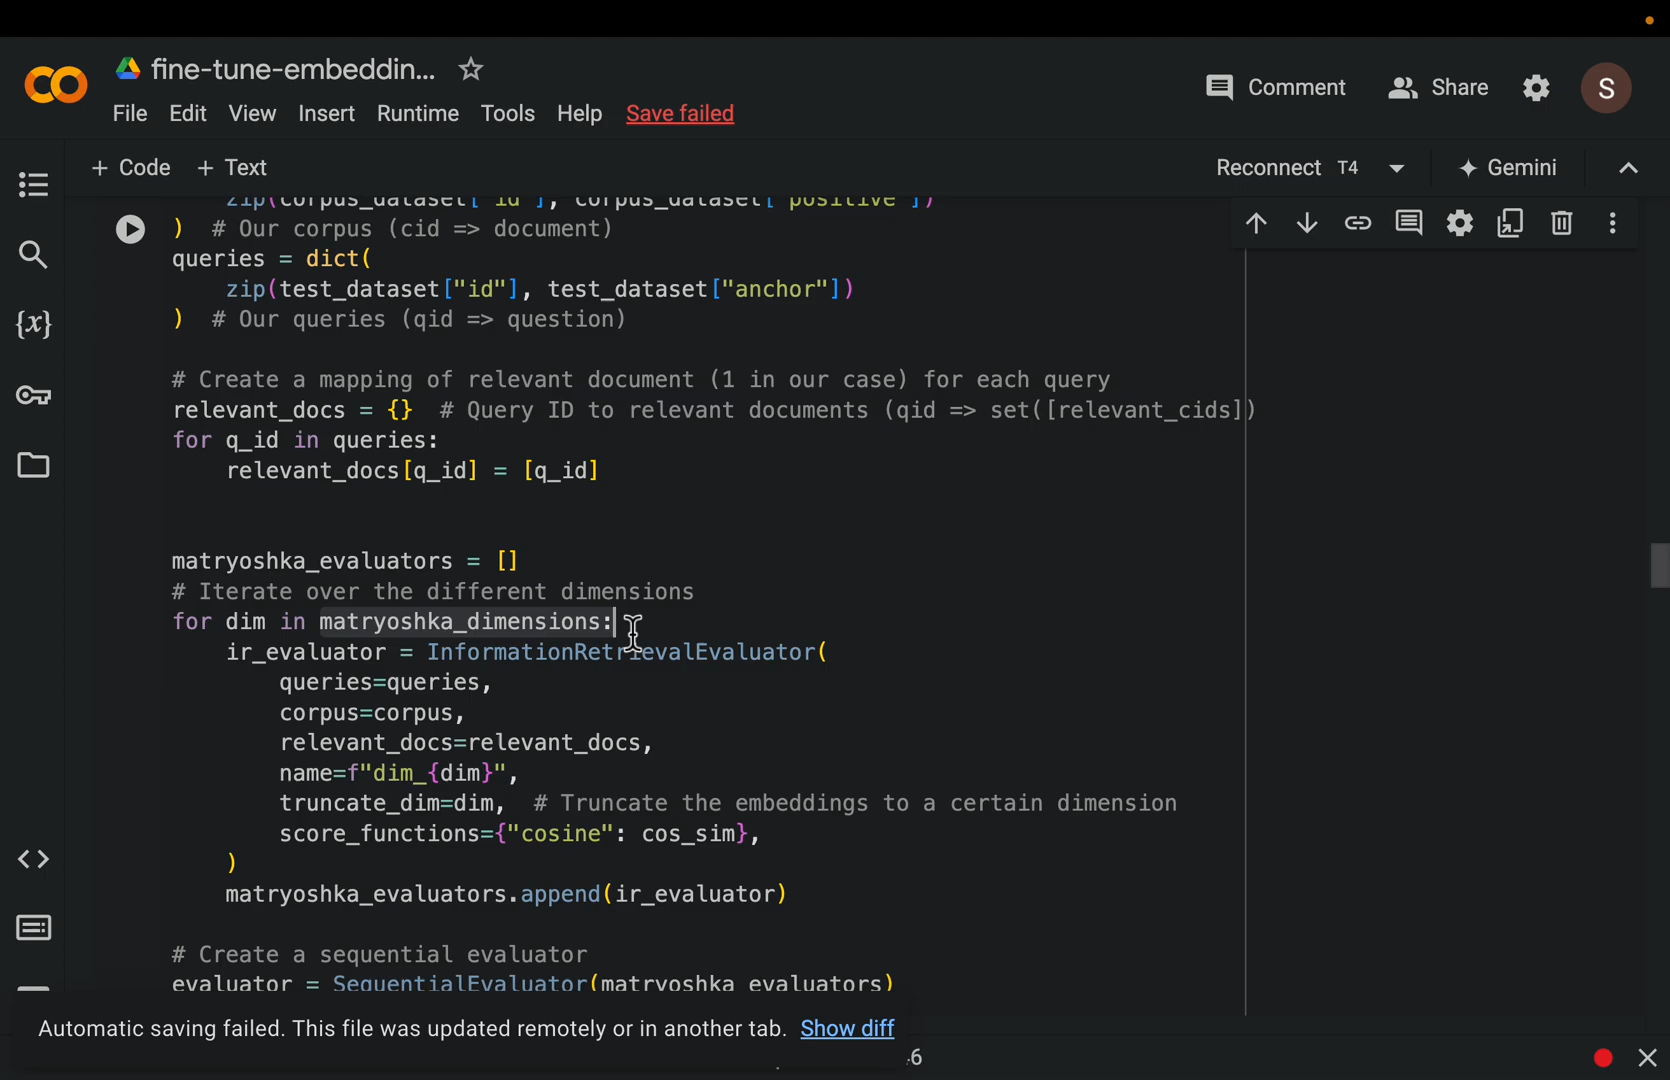 fine-tune-embeddin...
File Edit View Insert Runtime Tools Help Save failed
Comment Share S
+ Code + Text
Reconnect T4 Gemini
zip(corpus_dataset["id"], corpus_dataset["positive"])
) # Our corpus (cid => document)
queries = dict(
zip(test_dataset["id"], test_dataset["anchor"])
) # Our queries (qid => question)
# Create a mapping of relevant document (1 in our case) for each query
relevant_docs = {} # Query ID to relevant documents (qid => set([relevant_cids])
for q_id in queries:
relevant_docs[q_id] = [q_id]
matryoshka_evaluators = []
# Iterate over the different dimensions
for dim in matryoshka_dimensions:
ir_evaluator = InformationRetrievalEvaluator(
queries=queries,
corpus=corpus,
relevant_docs=relevant_docs,
name=f"dim_{dim}",
truncate_dim=dim, # Truncate the embeddings to a certain dimension
score_functions={"cosine": cos_sim},
)
matryoshka_evaluators.append(ir_evaluator)
# Create a sequential evaluator
evaluator = SequentialEvaluator(matryoshka_evaluators)
Automatic saving failed. This file was updated remotely or in another tab. Show diff